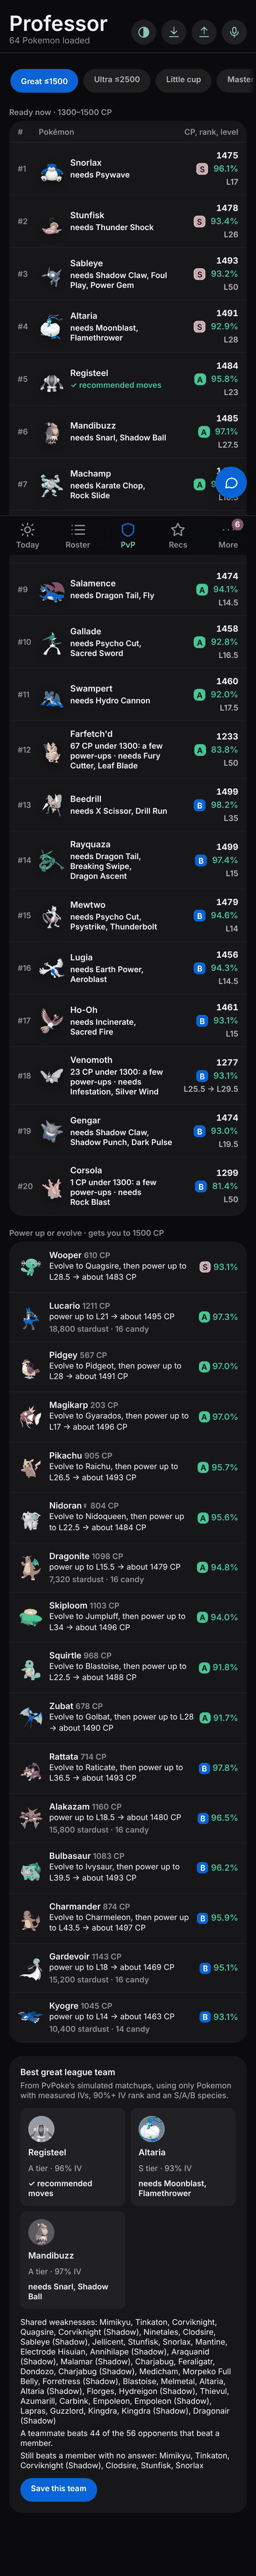 Professor
64 Pokemon loaded
Great ≤1500
Ultra ≤2500
Little cup
Master
Ready now · 1300–1500 CP
# Pokémon CP, rank, level
#1
Snorlax
needs Psywave
1475
S 96.1%
L17
#2
Stunfisk
needs Thunder Shock
1478
S 93.4%
L26
#3
Sableye
needs Shadow Claw, Foul
Play, Power Gem
1493
S 93.2%
L50
#4
Altaria
needs Moonblast,
Flamethrower
1491
S 92.9%
L28
#5
Registeel
✓ recommended moves
1484
A 95.8%
L23
#6
Mandibuzz
needs Snarl, Shadow Ball
1485
A 97.1%
L27.5
#7
Machamp
needs Karate Chop,
Rock Slide
A
Today
Roster
PvP
Recs
More
6
#9
Salamence
needs Dragon Tail, Fly
1474
A 94.1%
L14.5
#10
Gallade
needs Psycho Cut,
Sacred Sword
1458
A 92.8%
L16.5
#11
Swampert
needs Hydro Cannon
1460
A 92.0%
L17.5
#12
Farfetch'd
67 CP under 1300: a few
power-ups · needs Fury
Cutter, Leaf Blade
1233
A 83.8%
L50
#13
Beedrill
needs X Scissor, Drill Run
1499
B 98.2%
L35
#14
Rayquaza
needs Dragon Tail,
Breaking Swipe,
Dragon Ascent
1499
B 97.4%
L15
#15
Mewtwo
needs Psycho Cut,
Psystrike, Thunderbolt
1479
B 94.6%
L14
#16
Lugia
needs Earth Power,
Aeroblast
1456
B 94.3%
L14.5
#17
Ho-Oh
needs Incinerate,
Sacred Fire
1461
B 93.1%
L15
#18
Venomoth
23 CP under 1300: a few
power-ups · needs
Infestation, Silver Wind
1277
B 93.1%
L25.5 → L29.5
#19
Gengar
needs Shadow Claw,
Shadow Punch, Dark Pulse
1474
B 93.0%
L19.5
#20
Corsola
1 CP under 1300: a few
power-ups · needs
Rock Blast
1299
B 81.4%
L50
Power up or evolve · gets you to 1500 CP
Wooper 610 CP
Evolve to Quagsire, then power up to
L28.5 → about 1483 CP
S 93.1%
Lucario 1211 CP
power up to L21 → about 1495 CP
18,800 stardust · 16 candy
A 97.3%
Pidgey 567 CP
Evolve to Pidgeot, then power up to
L28 → about 1491 CP
A 97.0%
Magikarp 203 CP
Evolve to Gyarados, then power up to
L17 → about 1496 CP
A 97.0%
Pikachu 905 CP
Evolve to Raichu, then power up to
L26.5 → about 1493 CP
A 95.7%
Nidoran♀ 804 CP
Evolve to Nidoqueen, then power up
to L22.5 → about 1484 CP
A 95.6%
Dragonite 1098 CP
power up to L15.5 → about 1479 CP
7,320 stardust · 16 candy
A 94.8%
Skiploom 1103 CP
Evolve to Jumpluff, then power up to
L34 → about 1496 CP
A 94.0%
Squirtle 968 CP
Evolve to Blastoise, then power up to
L22.5 → about 1488 CP
A 91.8%
Zubat 678 CP
Evolve to Golbat, then power up to L28
→ about 1490 CP
A 91.7%
Rattata 714 CP
Evolve to Raticate, then power up to
L36.5 → about 1493 CP
B 97.8%
Alakazam 1160 CP
power up to L18.5 → about 1480 CP
15,800 stardust · 16 candy
B 96.5%
Bulbasaur 1083 CP
Evolve to Ivysaur, then power up to
L39.5 → about 1493 CP
B 96.2%
Charmander 874 CP
Evolve to Charmeleon, then power up
to L43.5 → about 1497 CP
B 95.9%
Gardevoir 1143 CP
power up to L18 → about 1469 CP
15,200 stardust · 16 candy
B 95.1%
Kyogre 1045 CP
power up to L14 → about 1463 CP
10,400 stardust · 14 candy
B 93.1%
Best great league team
From PvPoke's simulated matchups, using only Pokemon
with measured IVs, 90%+ IV rank and an S/A/B species.
Registeel
A tier · 96% IV
✓ recommended
moves
Altaria
S tier · 93% IV
needs Moonblast,
Flamethrower
Mandibuzz
A tier · 97% IV
needs Snarl, Shadow
Ball
Shared weaknesses: Mimikyu, Tinkaton, Corviknight,
Quagsire, Corviknight (Shadow), Ninetales, Clodsire,
Sableye (Shadow), Jellicent, Stunfisk, Snorlax, Mantine,
Electrode Hisuian, Annihilape (Shadow), Araquanid
(Shadow), Malamar (Shadow), Charjabug, Feraligatr,
Dondozo, Charjabug (Shadow), Medicham, Morpeko Full
Belly, Forretress (Shadow), Blastoise, Melmetal, Altaria,
Altaria (Shadow), Florges, Hydreigon (Shadow), Thievul,
Azumarill, Carbink, Empoleon, Empoleon (Shadow),
Lapras, Guzzlord, Kingdra, Kingdra (Shadow), Dragonair
(Shadow)
A teammate beats 44 of the 56 opponents that beat a
member.
Still beats a member with no answer: Mimikyu, Tinkaton,
Corviknight (Shadow), Clodsire, Stunfisk, Snorlax
Save this team